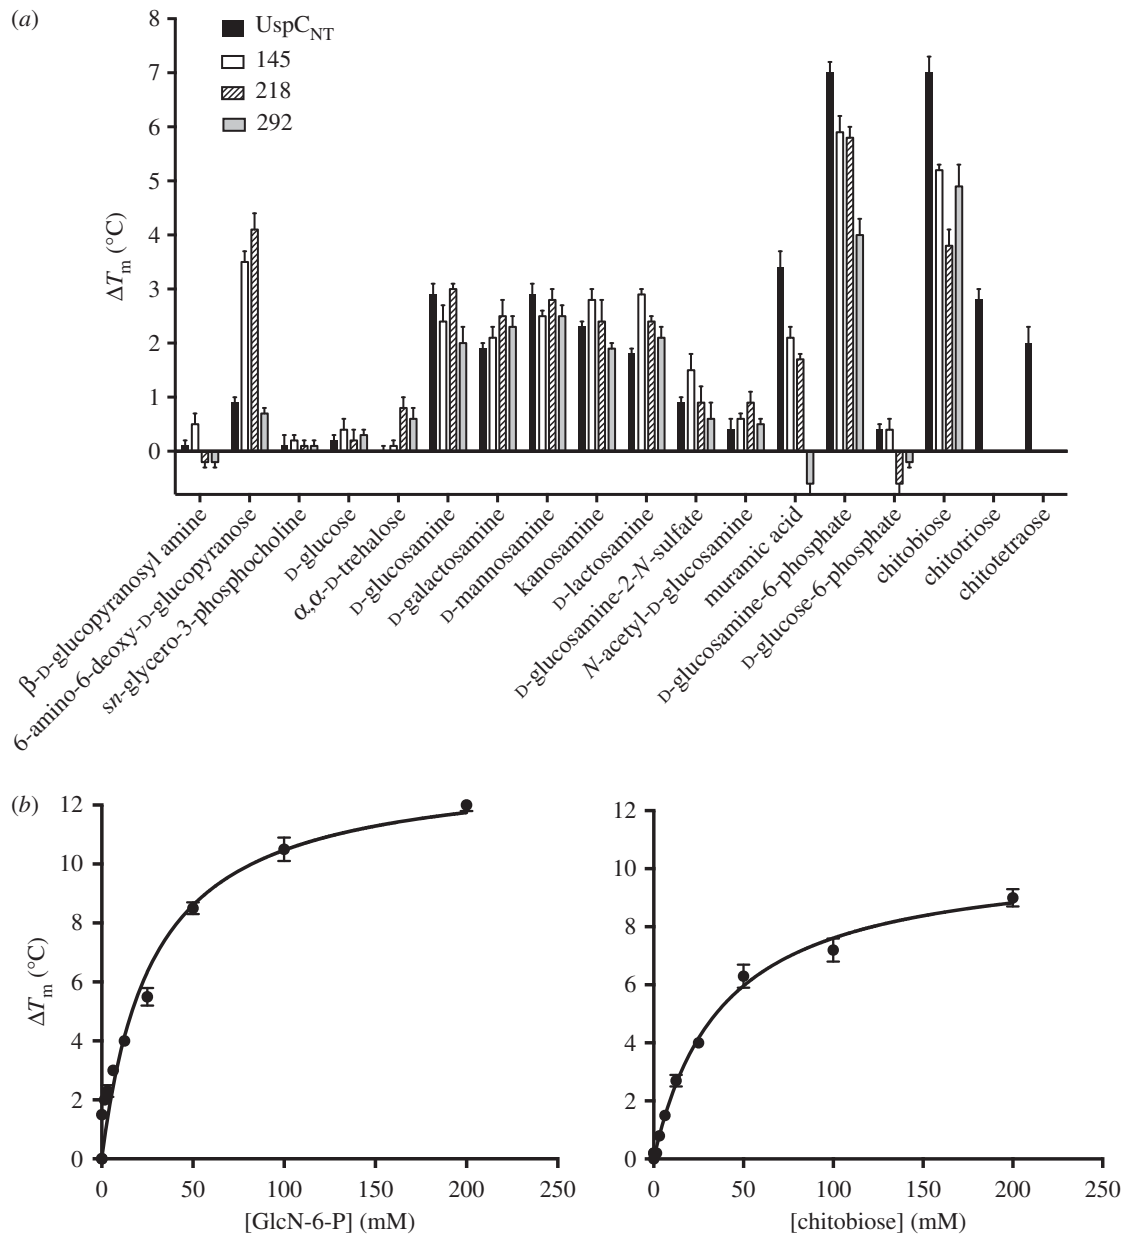 (a)
8
7
6
5
4
3
2
1
0
ΔTm (°C)
UspCNT
145
218
292
β-D-glucopyranosyl amine
6-amino-6-deoxy-D-glucopyranose
sn-glycero-3-phosphocholine
D-glucose
α,α-D-trehalose
D-glucosamine
D-galactosamine
D-mannosamine
kanosamine
D-lactosamine
D-glucosamine-2-N-sulfate
N-acetyl-D-glucosamine
muramic acid
D-glucosamine-6-phosphate
D-glucose-6-phosphate
chitobiose
chitotriose
chitotetraose
(b)
12
10
8
6
4
2
0
ΔTm (°C)
0 50 100 150 200 250
[GlcN-6-P] (mM)
12
10
8
6
4
2
0
0 50 100 150 200 250
[chitobiose] (mM)